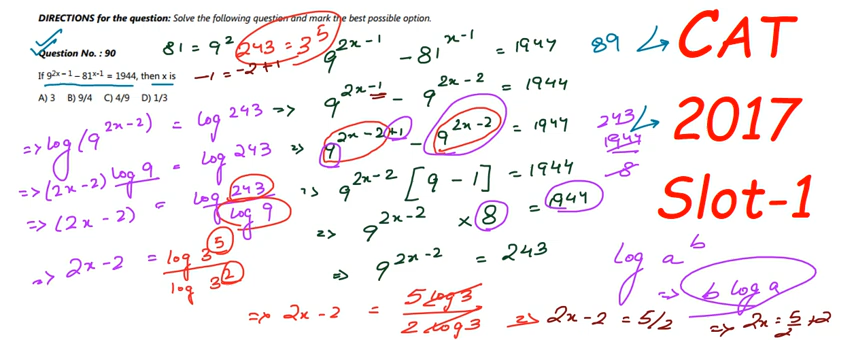 DIRECTIONS for the question: Solve the following question and mark the best possible option.
Question No. : 90
If 9^{2x−1} − 81^{x-1} = 1944, then x is
A) 3 B) 9/4 C) 4/9 D) 1/3
81 = 9^2
243 = 3^5
-1 = -2+1
9^{2x-1} - 81^{x-1} = 1944
=> 9^{2x-1} - 9^{2x-2} = 1944
=> 9^{2x-2+1} - 9^{2x-2} = 1944
=> 9^{2x-2} [9 - 1] = 1944
=> 9^{2x-2} × 8 = 1944
=> 9^{2x-2} = 243
=> log(9^{2x-2}) = log 243
=> (2x-2) log 9 = log 243
=> (2x-2) = log 243 / log 9
=> 2x-2 = log 3^5 / log 3^2
=> 2x-2 = 5 log 3 / 2 log 3
=> 2x-2 = 5/2
=> 2x = 5/2 + 2
243
1944
8
log a^b
=> b log a
89
CAT
2017
Slot-1